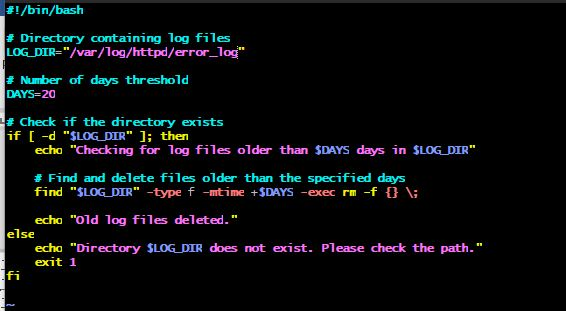 #!/bin/bash
# Directory containing log files
LOG_DIR="/var/log/httpd/error_log"
# Number of days threshold
DAYS=20
# Check if the directory exists
if [ -d "$LOG_DIR" ]; then
    echo "Checking for log files older than $DAYS days in $LOG_DIR"
    # Find and delete files older than the specified days
    find "$LOG_DIR" -type f -mtime +$DAYS -exec rm -f {} \;
    echo "Old log files deleted."
else
    echo "Directory $LOG_DIR does not exist. Please check the path."
    exit 1
fi
~